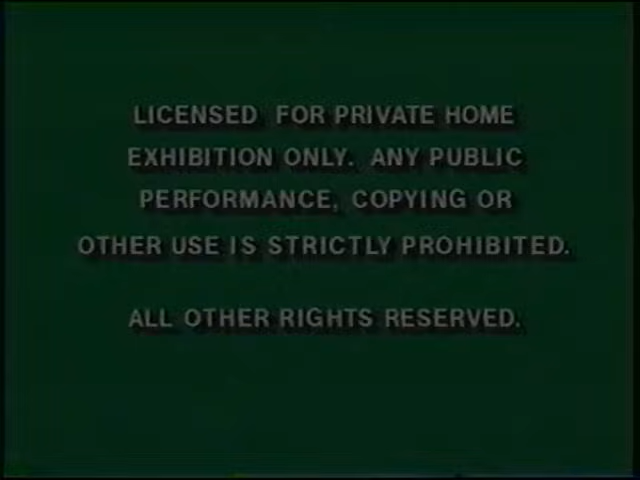 LICENSED FOR PRIVATE HOME
EXHIBITION ONLY. ANY PUBLIC
PERFORMANCE, COPYING OR
OTHER USE IS STRICTLY PROHIBITED.
ALL OTHER RIGHTS RESERVED.